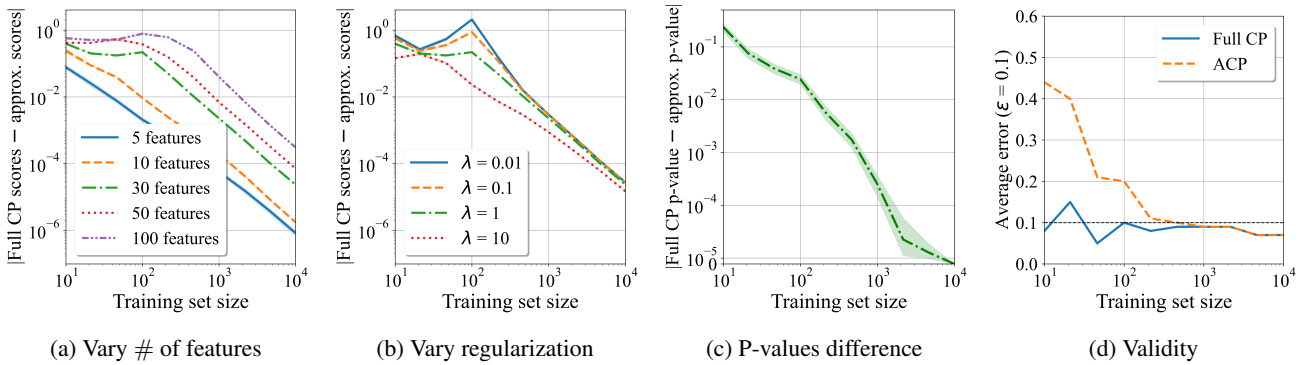 |Full CP scores − approx. scores|
10^0
10^-2
10^-4
10^-6
5 features
10 features
30 features
50 features
100 features
10^1
10^2
10^3
10^4
Training set size
(a) Vary # of features
|Full CP scores − approx. scores|
10^0
10^-2
10^-4
10^-6
λ = 0.01
λ = 0.1
λ = 1
λ = 10
10^1
10^2
10^3
10^4
Training set size
(b) Vary regularization
|Full CP p-value − approx. p-value|
10^-1
10^-2
10^-3
10^-4
10^-5
0
10^1
10^2
10^3
10^4
Training set size
(c) P-values difference
Average error (ε = 0.1)
0.6
0.5
0.4
0.3
0.2
0.1
0.0
Full CP
ACP
10^1
10^2
10^3
10^4
Training set size
(d) Validity